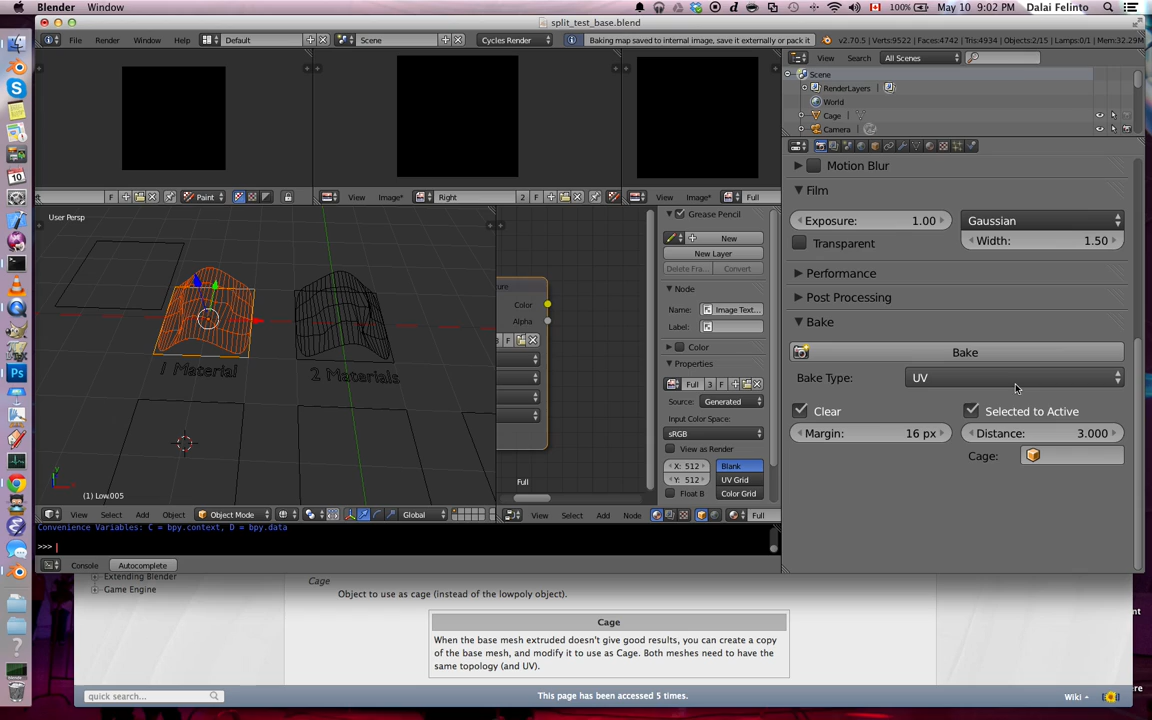 Blender Window 100% May 10 9:02 PM Dalai Felinto
split_test_base.blend
File Render Window Help Default Scene Cycles Render Baking map saved to internal image, save it externally or pack it v2.70.5 | Verts:9522 | Faces:4742 | Tris:4934 | Objects:2/15 | Lamps:0/1 | Mem:32.29M
View Search All Scenes
Scene
RenderLayers
World
Cage
Camera
F Paint View Image* Right 2 F View Image* Full
Motion Blur
Film
Exposure: 1.00 Gaussian
Transparent Width: 1.50
Performance
Post Processing
Bake
Bake
Bake Type: UV
Clear Selected to Active
Margin: 16 px Distance: 3.000
Cage:
User Persp
1 Material 2 Materials
(1) Low.005
View Select Add Object Object Mode Global
Color
Alpha
F
Full
View Select Add Node Full
Grease Pencil
New
New Layer
Delete Fra... Convert
Node
Name: Image Text...
Label:
Color
Properties
Full 3 F
Source: Generated
Input Color Space:
sRGB
View as Render
X: 512 Blank
Y: 512 UV Grid
Float B Color Grid
Convenience Variables: C = bpy.context, D = bpy.data
>>>
Console Autocomplete
Extending Blender
Game Engine
Cage
Object to use as cage (instead of the lowpoly object).
Cage
When the base mesh extruded doesn't give good results, you can create a copy
of the base mesh, and modify it to use as Cage. Both meshes need to have the
same topology (and UV).
quick search... This page has been accessed 5 times. Wiki